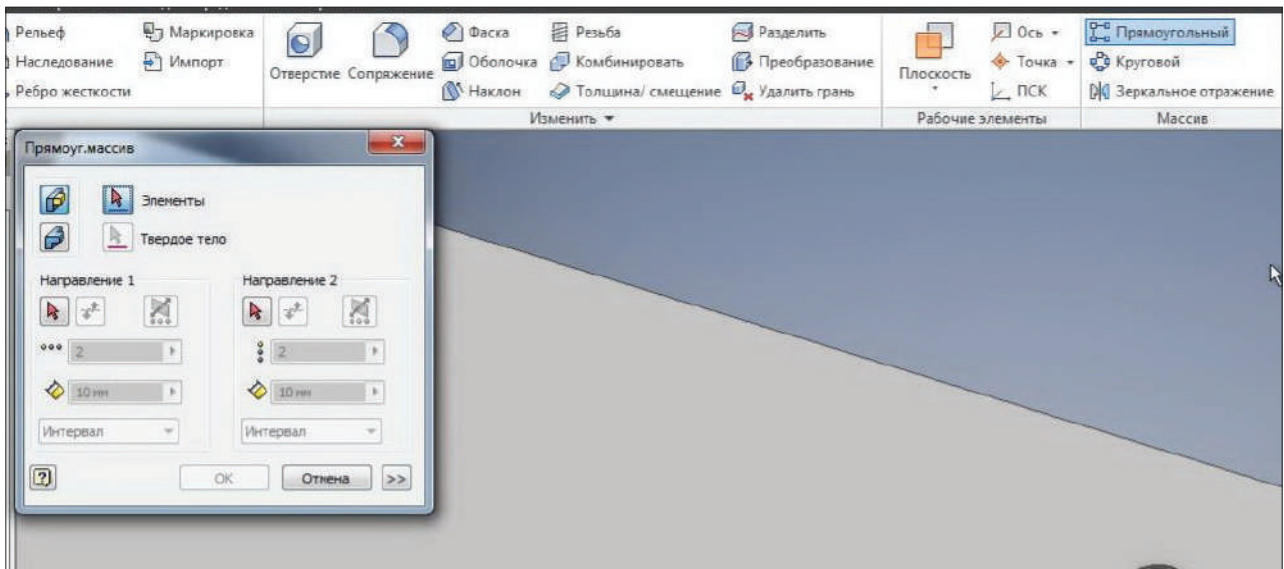 Рельеф
Маркировка
Наследование
Импорт
Ребро жесткости
Отверстие
Сопряжение
Фаска
Резьба
Разделить
Оболочка
Комбинировать
Преобразование
Наклон
Толщина/ смещение
Удалить грань
Изменить
Плоскость
Ось
Точка
ПСК
Рабочие элементы
Прямоугольный
Круговой
Зеркальное отражение
Массив
Прямоуг.массив
Элементы
Твердое тело
Направление 1
Направление 2
2
2
10 мм
10 мм
Интервал
Интервал
ОК
Отмена
>>